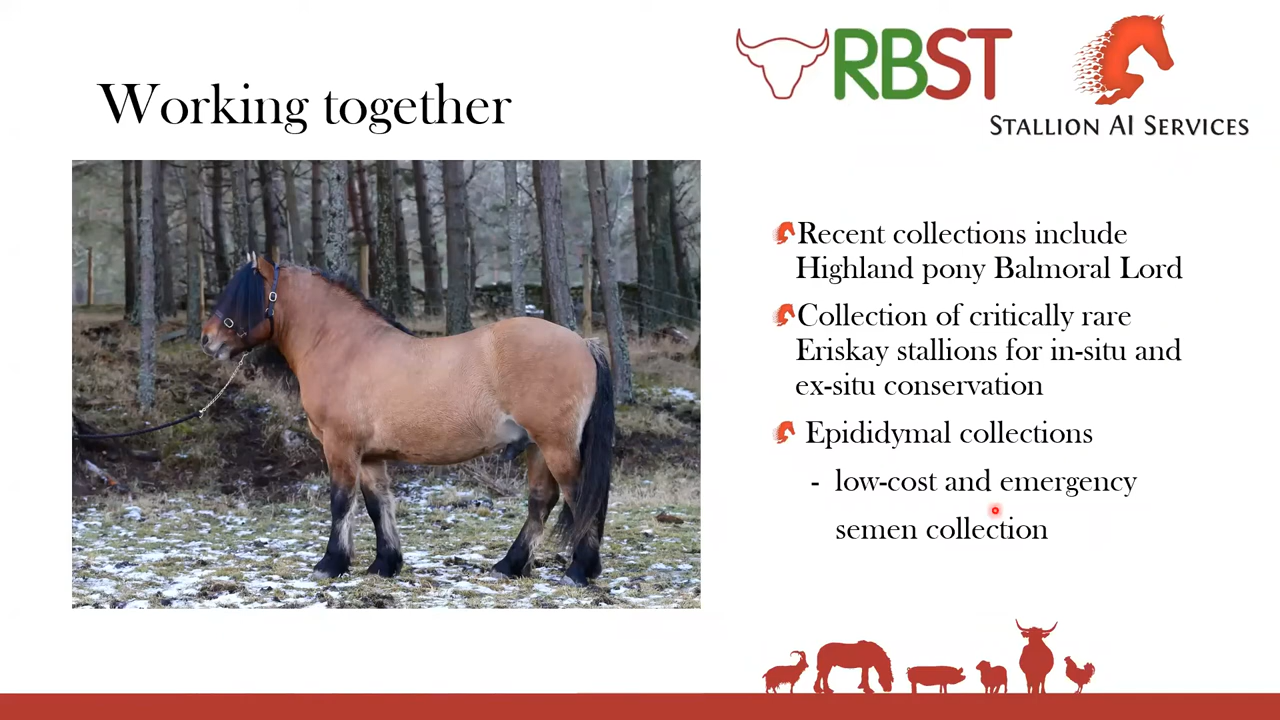 RBST
STALLION AI SERVICES
Working together
Recent collections include
Highland pony Balmoral Lord
Collection of critically rare
Eriskay stallions for in-situ and
ex-situ conservation
Epididymal collections
- low-cost and emergency
semen collection